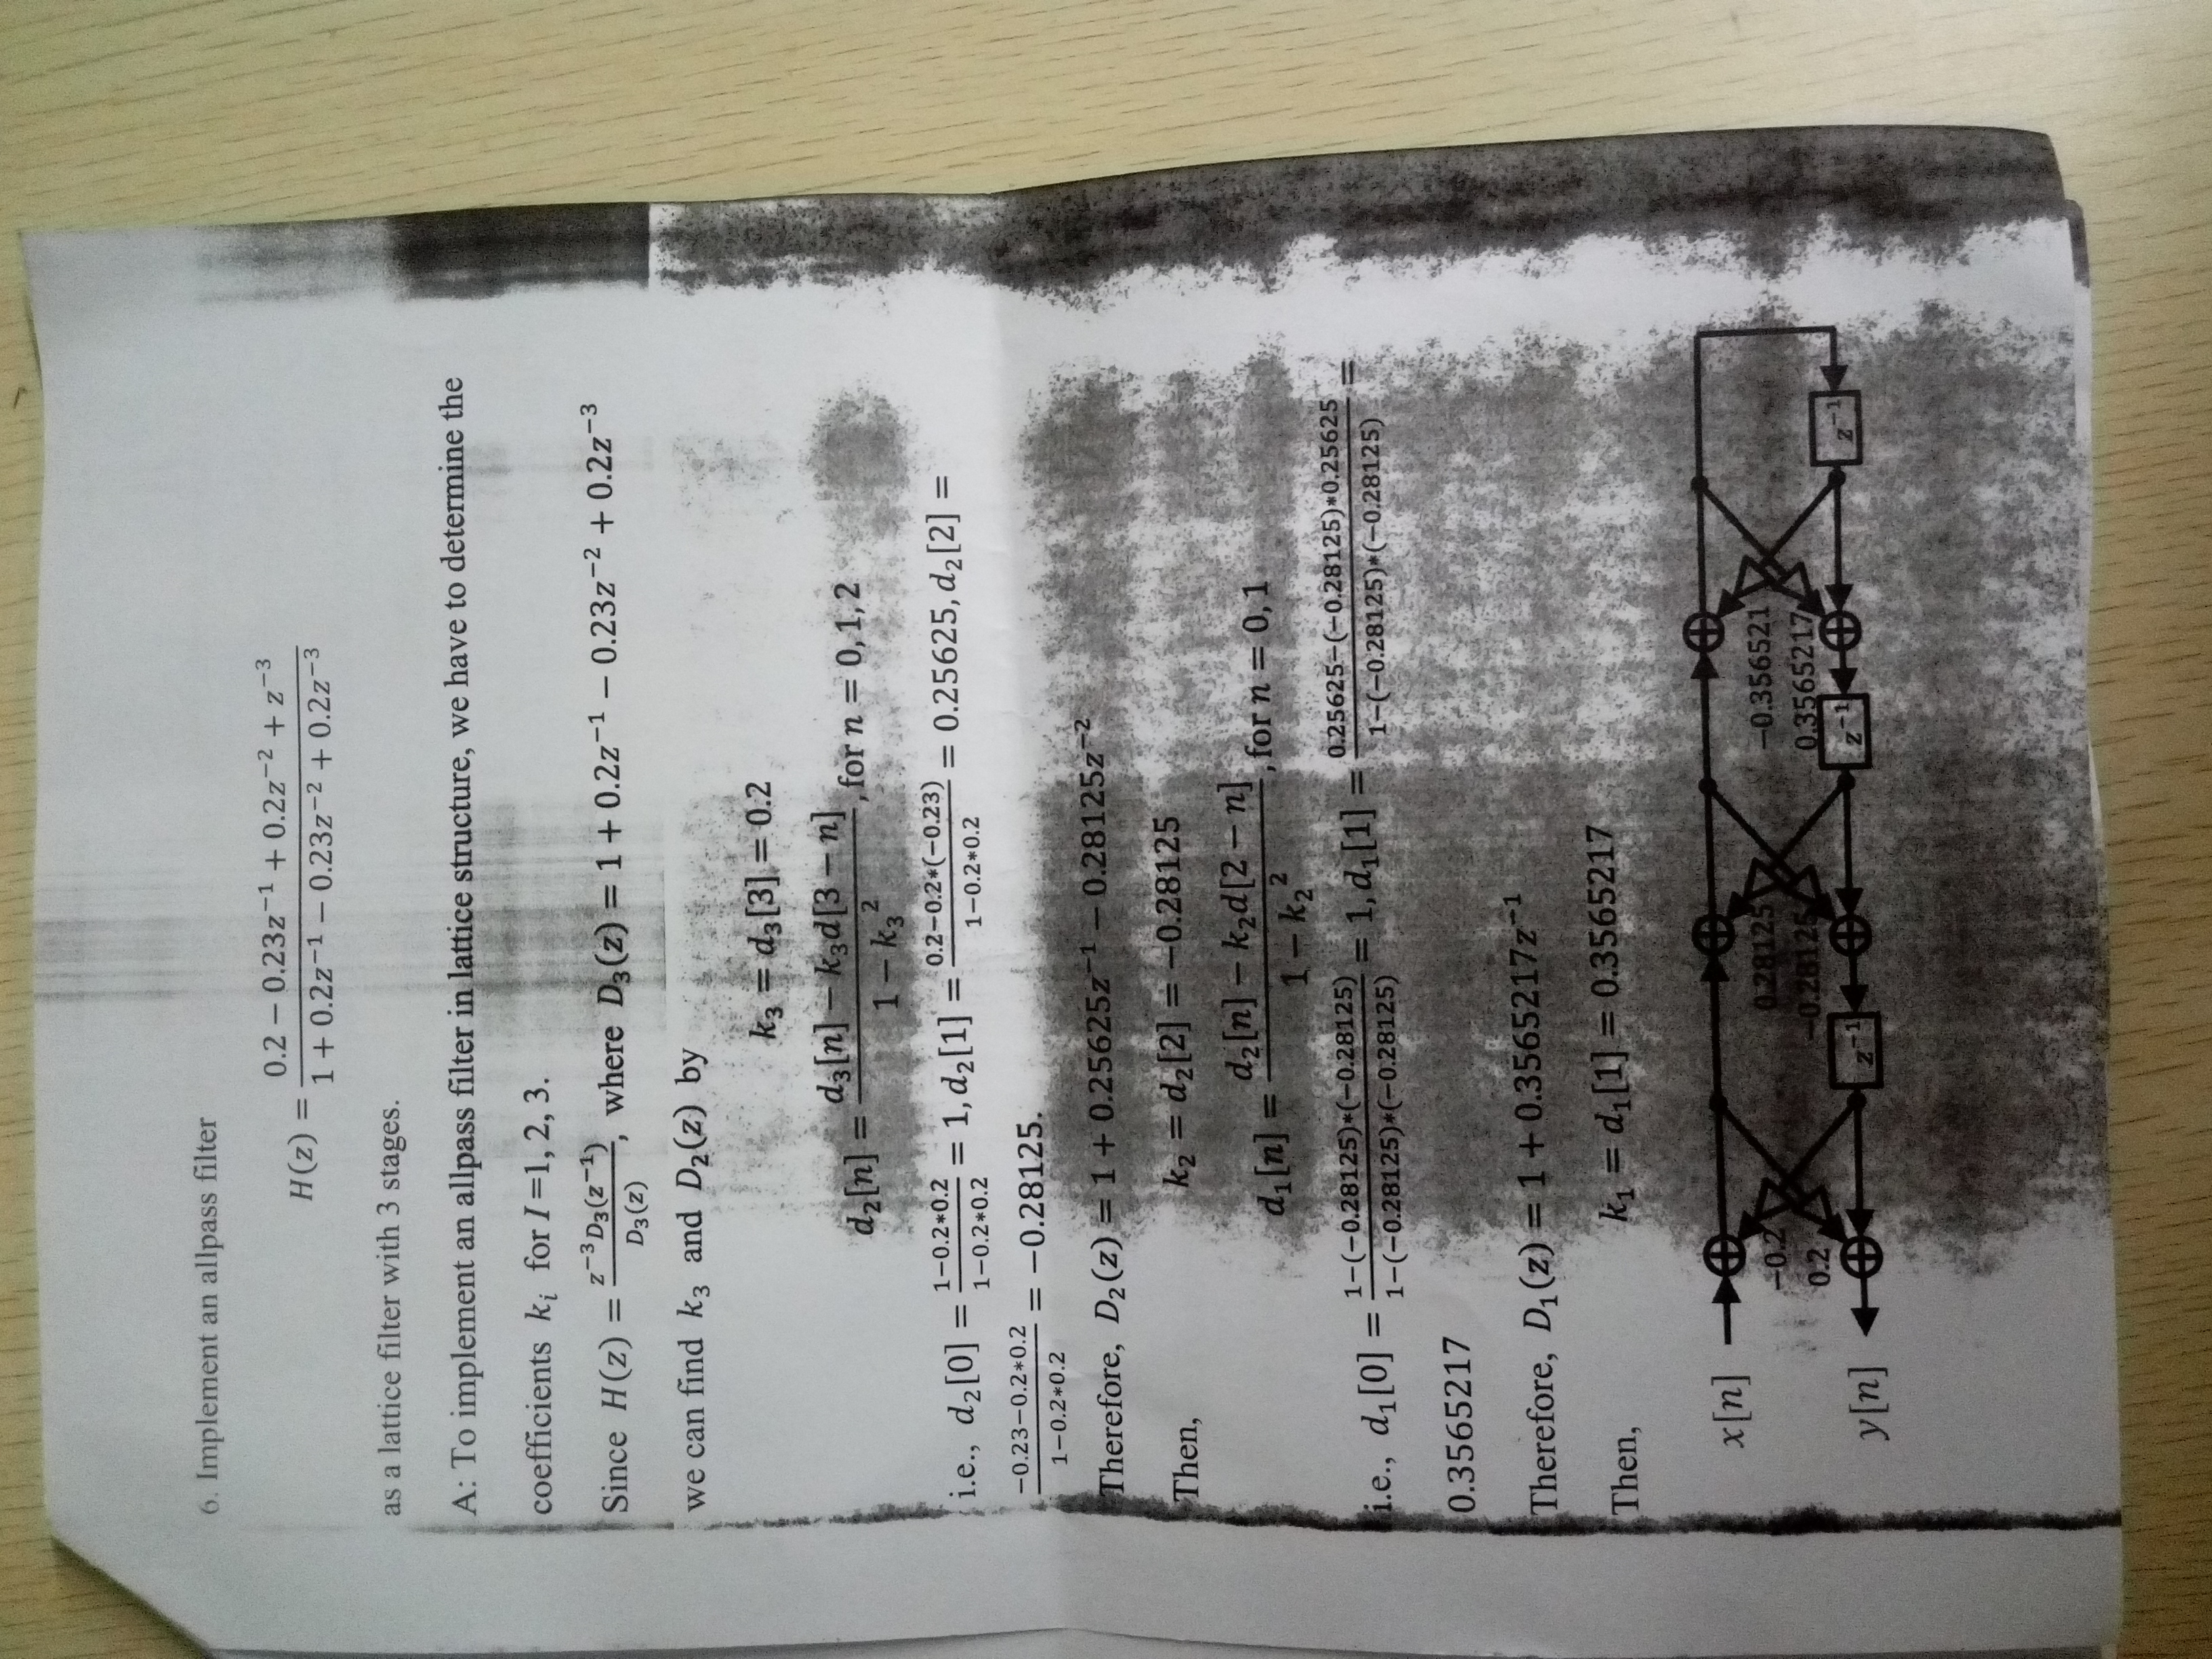 6. Implement an allpass filter
H(z) = \frac{0.2 − 0.23z^{−1} + 0.2z^{−2} + z^{−3}}{1 + 0.2z^{−1} − 0.23z^{−2} + 0.2z^{−3}}
as a lattice filter with 3 stages.
A: To implement an allpass filter in lattice structure, we have to determine the
coefficients k_i for I =1, 2, 3.
Since H(z) = \frac{z^{−3}D_3(z^{−1})}{D_3(z)}, where D_3(z) = 1 + 0.2z^{−1} − 0.23z^{−2} + 0.2z^{−3}
we can find k_3 and D_2(z) by
k_3 = d_3[3] = 0.2
d_2[n] = \frac{d_3[n] − k_3d[3 − n]}{1 − k_3^2}, for n = 0, 1, 2
i.e., d_2[0] = \frac{1−0.2*0.2}{1−0.2*0.2} = 1, d_2[1] = \frac{0.2−0.2*(−0.23)}{1−0.2*0.2} = 0.25625, d_2[2] =
\frac{−0.23−0.2*0.2}{1−0.2*0.2} = −0.28125.
Therefore, D_2(z) = 1 + 0.25625z^{−1} − 0.28125z^{−2}
Then,
k_2 = d_2[2] = −0.28125
d_1[n] = \frac{d_2[n] − k_2d[2 − n]}{1 − k_2^2}, for n = 0, 1
i.e., d_1[0] = \frac{1−(−0.28125)*(−0.28125)}{1−(−0.28125)*(−0.28125)} = 1, d_1[1] = \frac{0.25625−(−0.28125)*0.25625}{1−(−0.28125)*(−0.28125)} =
0.3565217
Therefore, D_1(z) = 1 + 0.3565217z^{−1}
Then,
k_1 = d_1[1] = 0.3565217
x[n]
−0.2 0.28125 −0.356521
0.2 −0.28125 0.3565217
y[n] z^{−1} z^{−1} z^{−1}